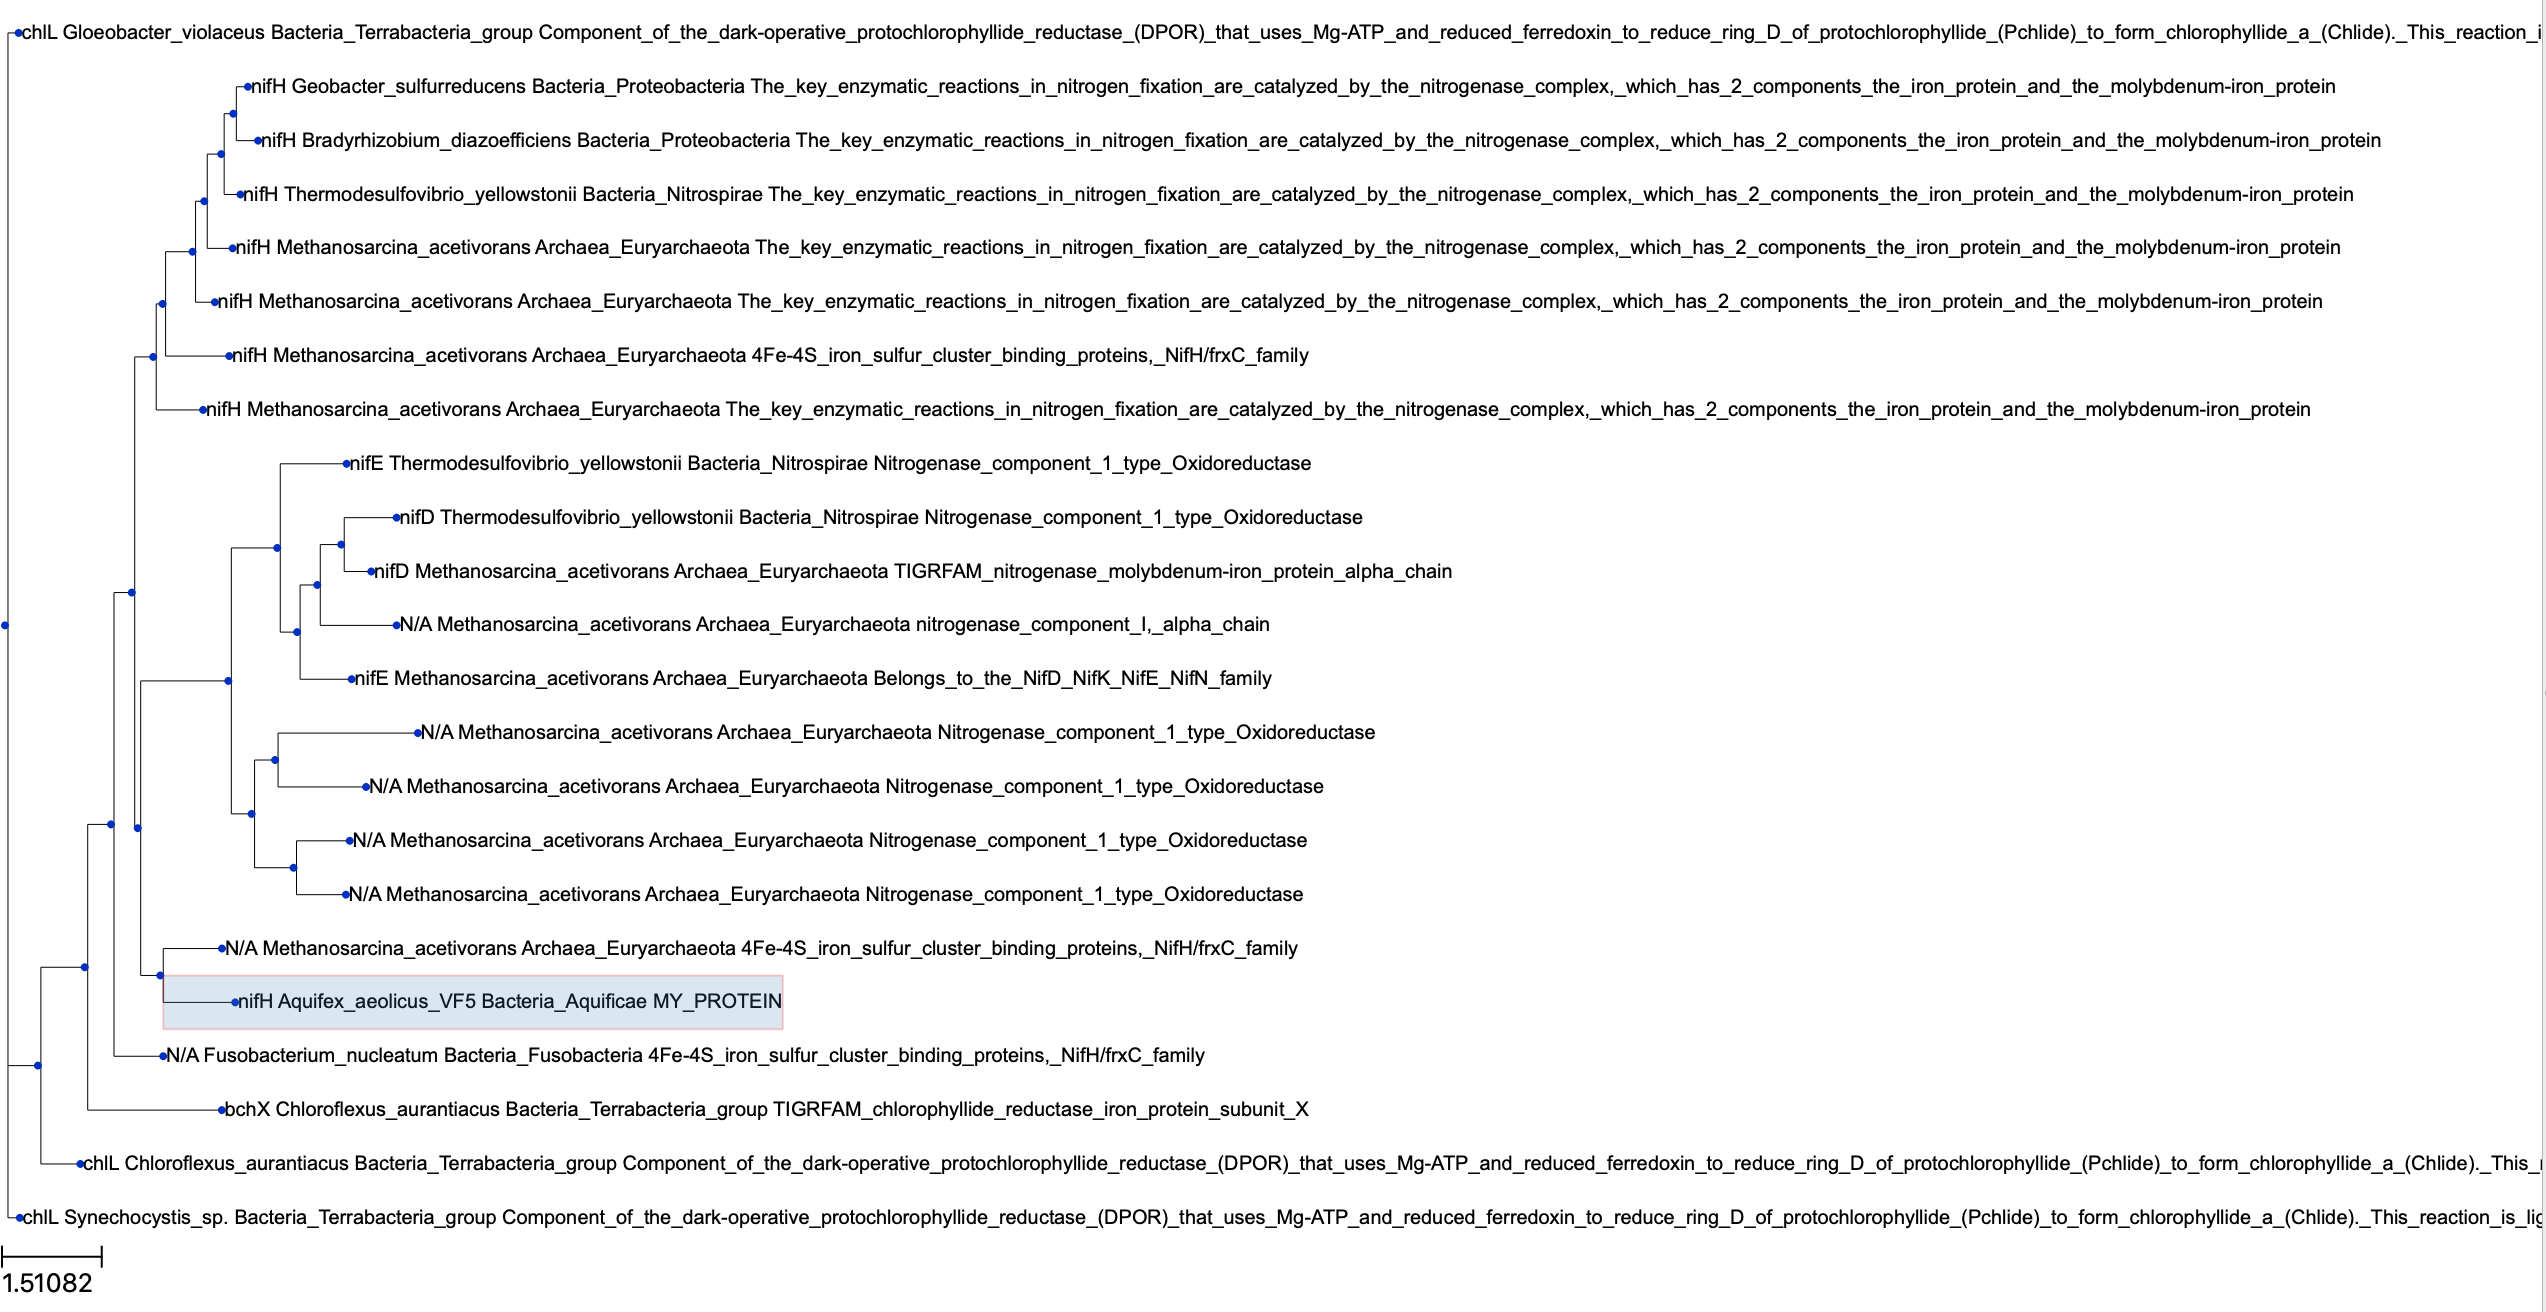 chlL Gloeobacter_violaceus Bacteria_Terrabacteria_group Component_of_the_dark-operative_protochlorophyllide_reductase_(DPOR)_that_uses_Mg-ATP_and_reduced_ferredoxin_to_reduce_ring_D_of_protochlorophyllide_(Pchlide)_to_form_chlorophyllide_a_(Chlide)._This_reaction_i
nifH Geobacter_sulfurreducens Bacteria_Proteobacteria The_key_enzymatic_reactions_in_nitrogen_fixation_are_catalyzed_by_the_nitrogenase_complex,_which_has_2_components_the_iron_protein_and_the_molybdenum-iron_protein
nifH Bradyrhizobium_diazoefficiens Bacteria_Proteobacteria The_key_enzymatic_reactions_in_nitrogen_fixation_are_catalyzed_by_the_nitrogenase_complex,_which_has_2_components_the_iron_protein_and_the_molybdenum-iron_protein
nifH Thermodesulfovibrio_yellowstonii Bacteria_Nitrospirae The_key_enzymatic_reactions_in_nitrogen_fixation_are_catalyzed_by_the_nitrogenase_complex,_which_has_2_components_the_iron_protein_and_the_molybdenum-iron_protein
nifH Methanosarcina_acetivorans Archaea_Euryarchaeota The_key_enzymatic_reactions_in_nitrogen_fixation_are_catalyzed_by_the_nitrogenase_complex,_which_has_2_components_the_iron_protein_and_the_molybdenum-iron_protein
nifH Methanosarcina_acetivorans Archaea_Euryarchaeota The_key_enzymatic_reactions_in_nitrogen_fixation_are_catalyzed_by_the_nitrogenase_complex,_which_has_2_components_the_iron_protein_and_the_molybdenum-iron_protein
nifH Methanosarcina_acetivorans Archaea_Euryarchaeota 4Fe-4S_iron_sulfur_cluster_binding_proteins,_NifH/frxC_family
nifH Methanosarcina_acetivorans Archaea_Euryarchaeota The_key_enzymatic_reactions_in_nitrogen_fixation_are_catalyzed_by_the_nitrogenase_complex,_which_has_2_components_the_iron_protein_and_the_molybdenum-iron_protein
nifE Thermodesulfovibrio_yellowstonii Bacteria_Nitrospirae Nitrogenase_component_1_type_Oxidoreductase
nifD Thermodesulfovibrio_yellowstonii Bacteria_Nitrospirae Nitrogenase_component_1_type_Oxidoreductase
nifD Methanosarcina_acetivorans Archaea_Euryarchaeota TIGRFAM_nitrogenase_molybdenum-iron_protein_alpha_chain
N/A Methanosarcina_acetivorans Archaea_Euryarchaeota nitrogenase_component_I,_alpha_chain
nifE Methanosarcina_acetivorans Archaea_Euryarchaeota Belongs_to_the_NifD_NifK_NifE_NifN_family
N/A Methanosarcina_acetivorans Archaea_Euryarchaeota Nitrogenase_component_1_type_Oxidoreductase
N/A Methanosarcina_acetivorans Archaea_Euryarchaeota Nitrogenase_component_1_type_Oxidoreductase
N/A Methanosarcina_acetivorans Archaea_Euryarchaeota Nitrogenase_component_1_type_Oxidoreductase
N/A Methanosarcina_acetivorans Archaea_Euryarchaeota Nitrogenase_component_1_type_Oxidoreductase
N/A Methanosarcina_acetivorans Archaea_Euryarchaeota 4Fe-4S_iron_sulfur_cluster_binding_proteins,_NifH/frxC_family
nifH Aquifex_aeolicus_VF5 Bacteria_Aquificae MY_PROTEIN
N/A Fusobacterium_nucleatum Bacteria_Fusobacteria 4Fe-4S_iron_sulfur_cluster_binding_proteins,_NifH/frxC_family
bchX Chloroflexus_aurantiacus Bacteria_Terrabacteria_group TIGRFAM_chlorophyllide_reductase_iron_protein_subunit_X
chlL Chloroflexus_aurantiacus Bacteria_Terrabacteria_group Component_of_the_dark-operative_protochlorophyllide_reductase_(DPOR)_that_uses_Mg-ATP_and_reduced_ferredoxin_to_reduce_ring_D_of_protochlorophyllide_(Pchlide)_to_form_chlorophyllide_a_(Chlide)._This_
chlL Synechocystis_sp. Bacteria_Terrabacteria_group Component_of_the_dark-operative_protochlorophyllide_reductase_(DPOR)_that_uses_Mg-ATP_and_reduced_ferredoxin_to_reduce_ring_D_of_protochlorophyllide_(Pchlide)_to_form_chlorophyllide_a_(Chlide)._This_reaction_is_lig
1.51082